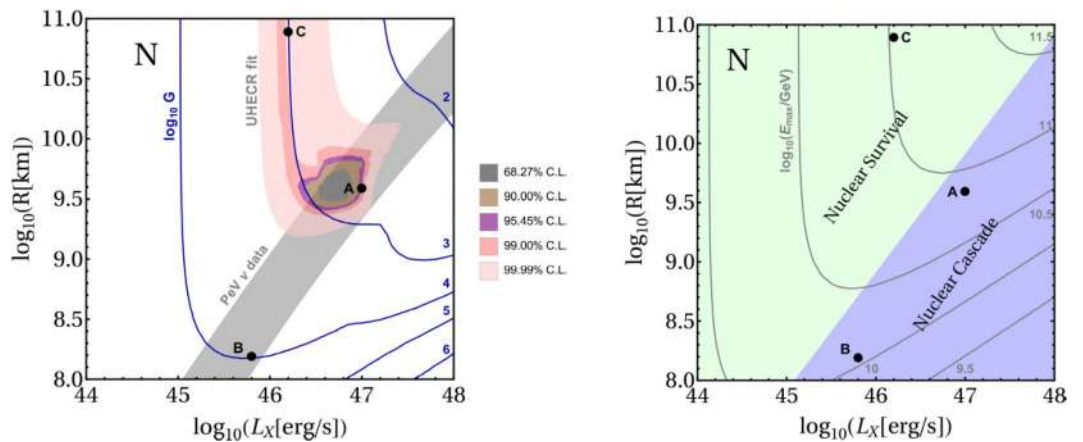 11.0
10.5
10.0
9.5
9.0
8.5
8.0
log₁₀(R[km])
44 45 46 47 48
log₁₀(L_X[erg/s])
N
C
A
B
log₁₀ G
UHECR fit
PeV ν data
2
3
4
5
6
68.27% C.L.
90.00% C.L.
95.45% C.L.
99.00% C.L.
99.99% C.L.
11.0
10.5
10.0
9.5
9.0
8.5
8.0
log₁₀(R[km])
44 45 46 47 48
log₁₀(L_X[erg/s])
N
C
A
B
log₁₀(E_max/GeV)
Nuclear Survival
Nuclear Cascade
11.5
11
10.5
10
9.5